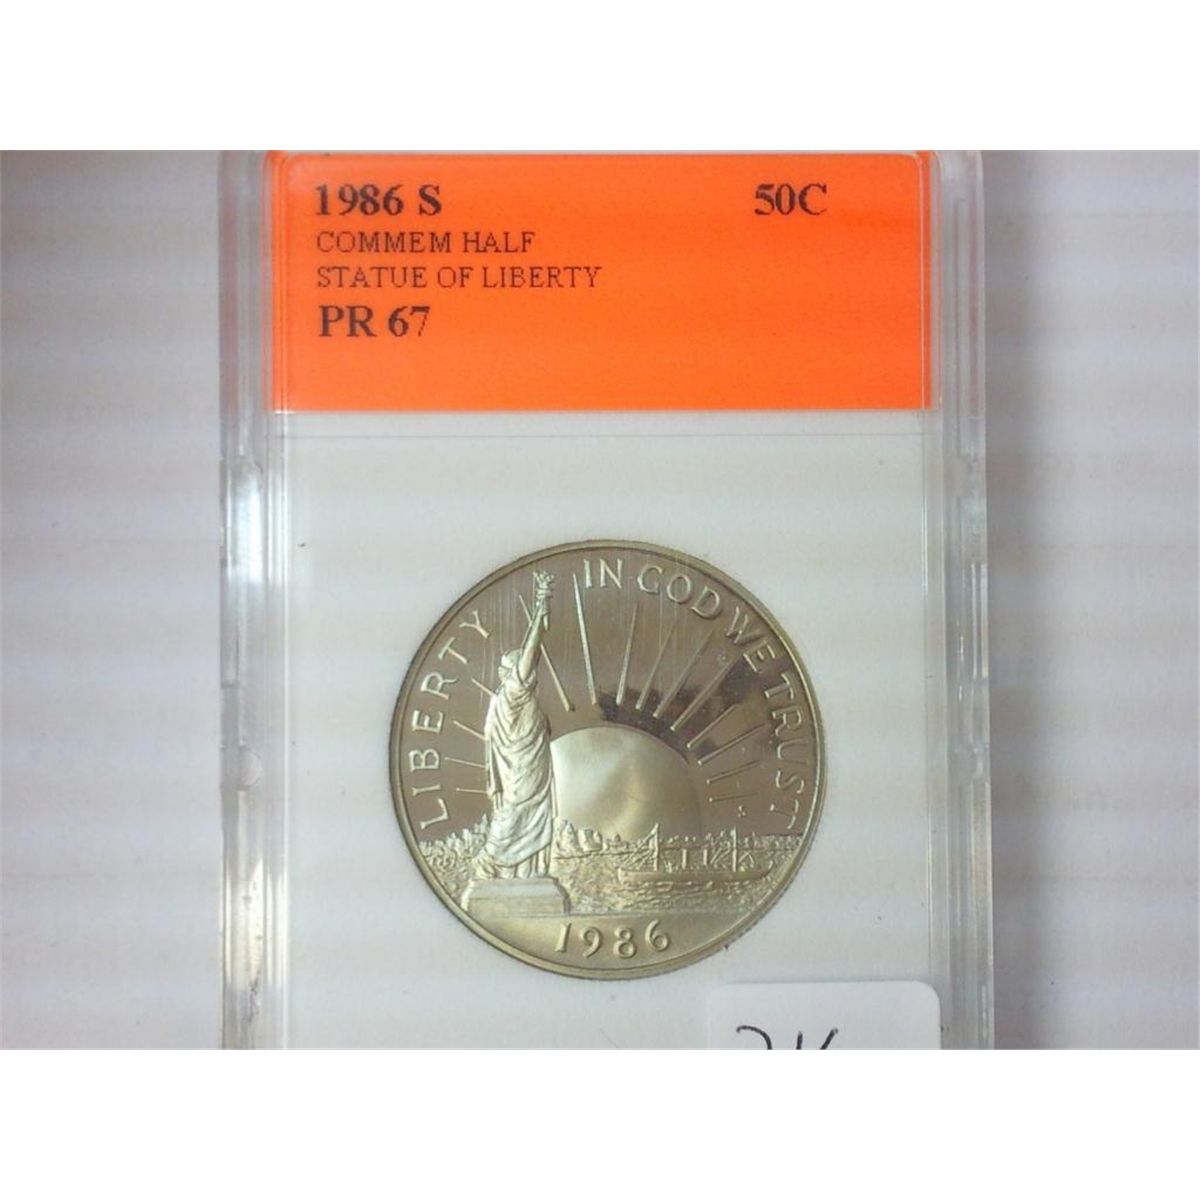 1986 S 50C
COMMEM HALF
STATUE OF LIBERTY
PR 67
LIBERTY
IN GOD WE TRUST
S
1986